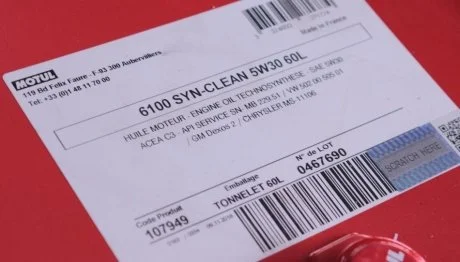 Made in France
MOTUL
119 Bd Felix Faure - F-93 300 Aubervilliers
Tel: +33 (0)1 48 11 70 00
6100 SYN-CLEAN 5W30 60L
HUILE MOTEUR - ENGINE OIL TECHNOSYNTHESE - SAE 5W30
ACEA C3 - API SERVICE SN - MB 229.51 / VW 502 00 505 01
/ GM Dexos 2 / CHRYSLER MS 11106
N° de LOT
0467690
Emballage
TONNELET 60L
Code Produit
107949
SCRATCH HERE
MOTUL